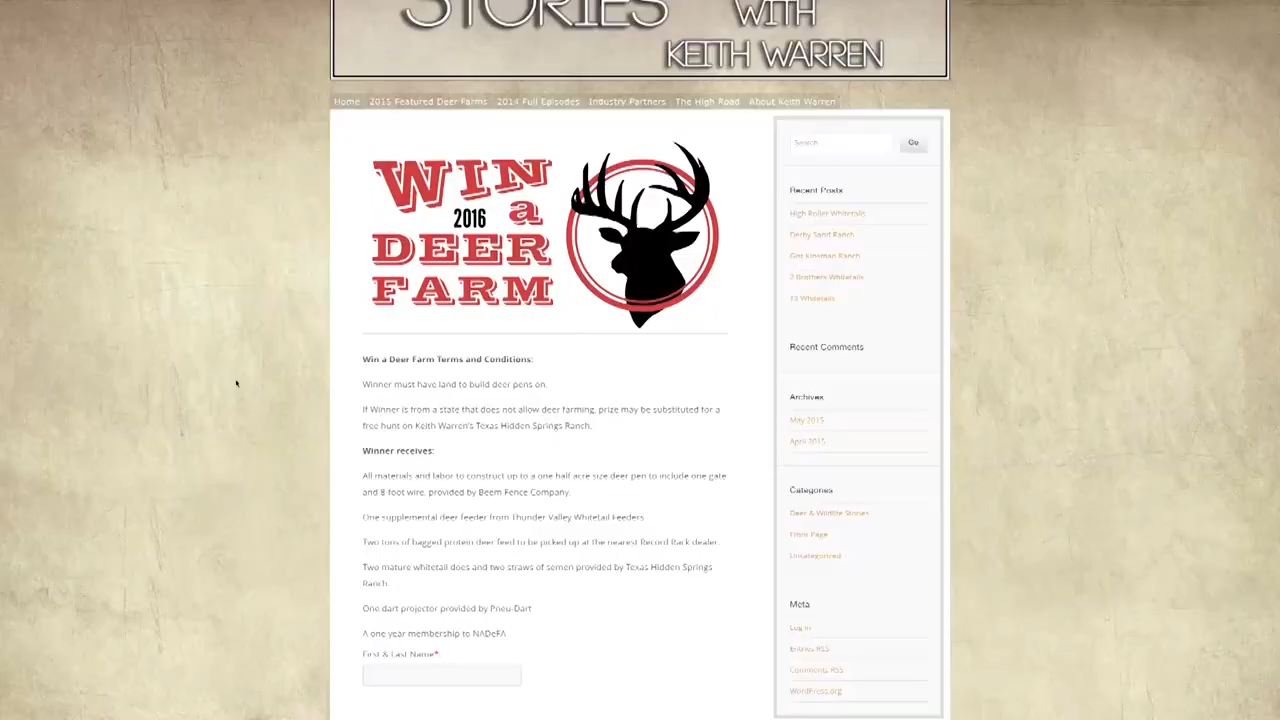 STORIES WITH
KEITH WARREN
Home 2015 Featured Deer Farms 2014 Full Episodes Industry Partners The High Road About Keith Warren
WIN
2016 a
DEER
FARM
Win a Deer Farm Terms and Conditions:
Winner must have land to build deer pens on.
If Winner is from a state that does not allow deer farming, prize may be substituted for a
free hunt on Keith Warren's Texas Hidden Springs Ranch.
Winner receives:
All materials and labor to construct up to a one half acre size deer pen to include one gate
and 8 foot wire, provided by Beem Fence Company.
One supplemental deer feeder from Thunder Valley Whitetail Feeders
Two tons of bagged protein deer feed to be picked up at the nearest Record Rack dealer.
Two mature whitetail does and two straws of semen provided by Texas Hidden Springs
Ranch.
One dart projector provided by Pneu-Dart
A one year membership to NADeFA
First & Last Name*:
Search Go
Recent Posts
High Roller Whitetails
Derby Sand Ranch
Gist Kinsman Ranch
2 Brothers Whitetails
T3 Whitetails
Recent Comments
Archives
May 2015
April 2015
Categories
Deer & Wildlife Stories
Front Page
Uncategorized
Meta
Log in
Entries RSS
Comments RSS
WordPress.org